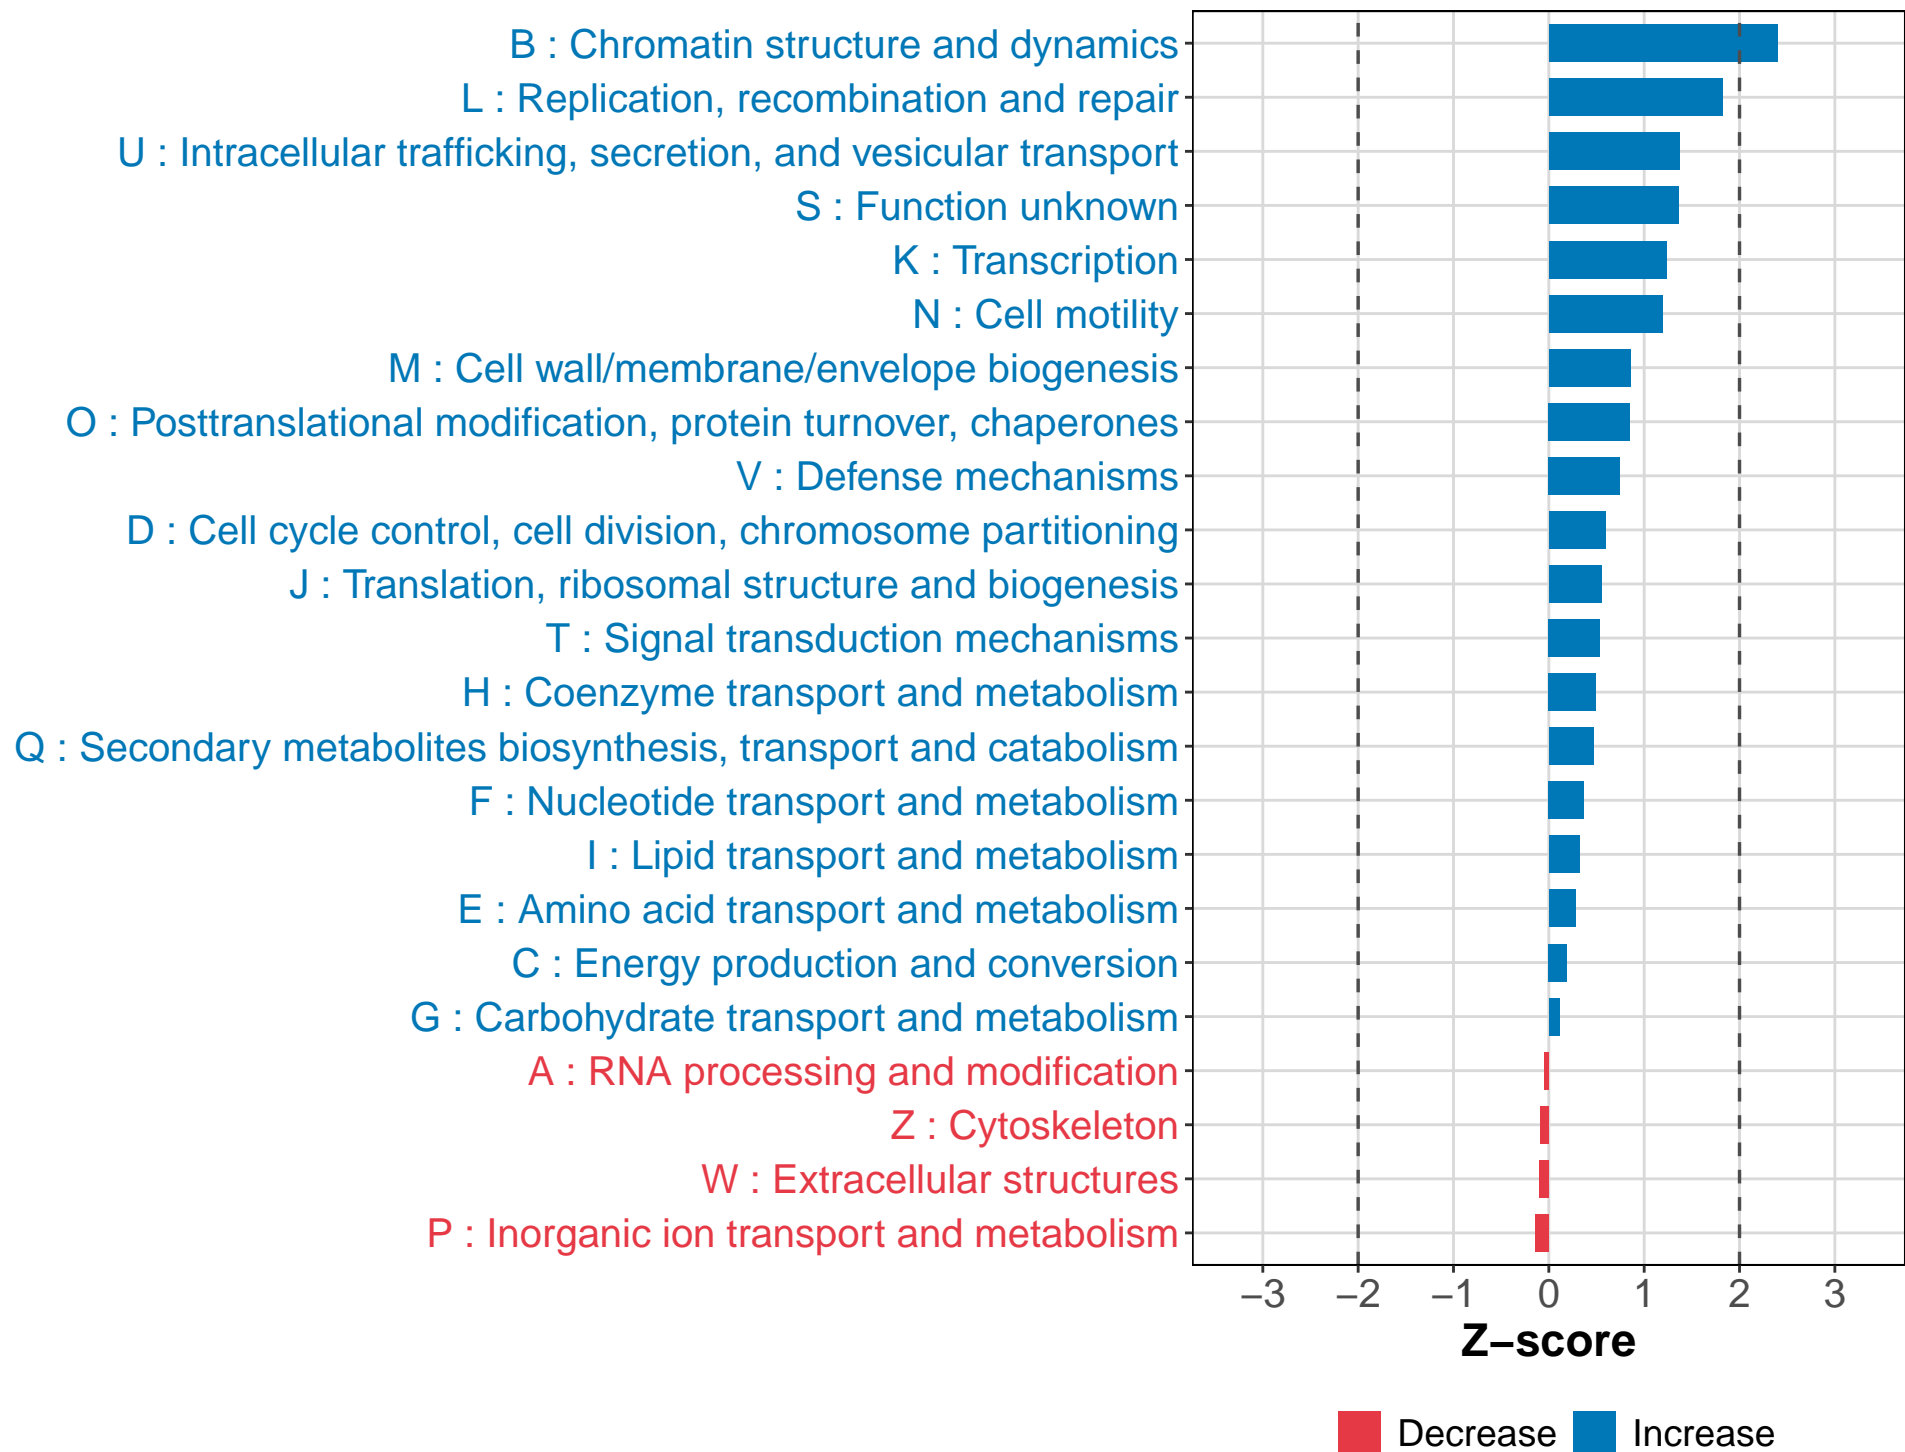 B : Chromatin structure and dynamics
L : Replication, recombination and repair
U : Intracellular trafficking, secretion, and vesicular transport
S : Function unknown
K : Transcription
N : Cell motility
M : Cell wall/membrane/envelope biogenesis
O : Posttranslational modification, protein turnover, chaperones
V : Defense mechanisms
D : Cell cycle control, cell division, chromosome partitioning
J : Translation, ribosomal structure and biogenesis
T : Signal transduction mechanisms
H : Coenzyme transport and metabolism
Q : Secondary metabolites biosynthesis, transport and catabolism
F : Nucleotide transport and metabolism
I : Lipid transport and metabolism
E : Amino acid transport and metabolism
C : Energy production and conversion
G : Carbohydrate transport and metabolism
A : RNA processing and modification
Z : Cytoskeleton
W : Extracellular structures
P : Inorganic ion transport and metabolism
−3 −2 −1 0 1 2 3
Z−score
Decrease Increase